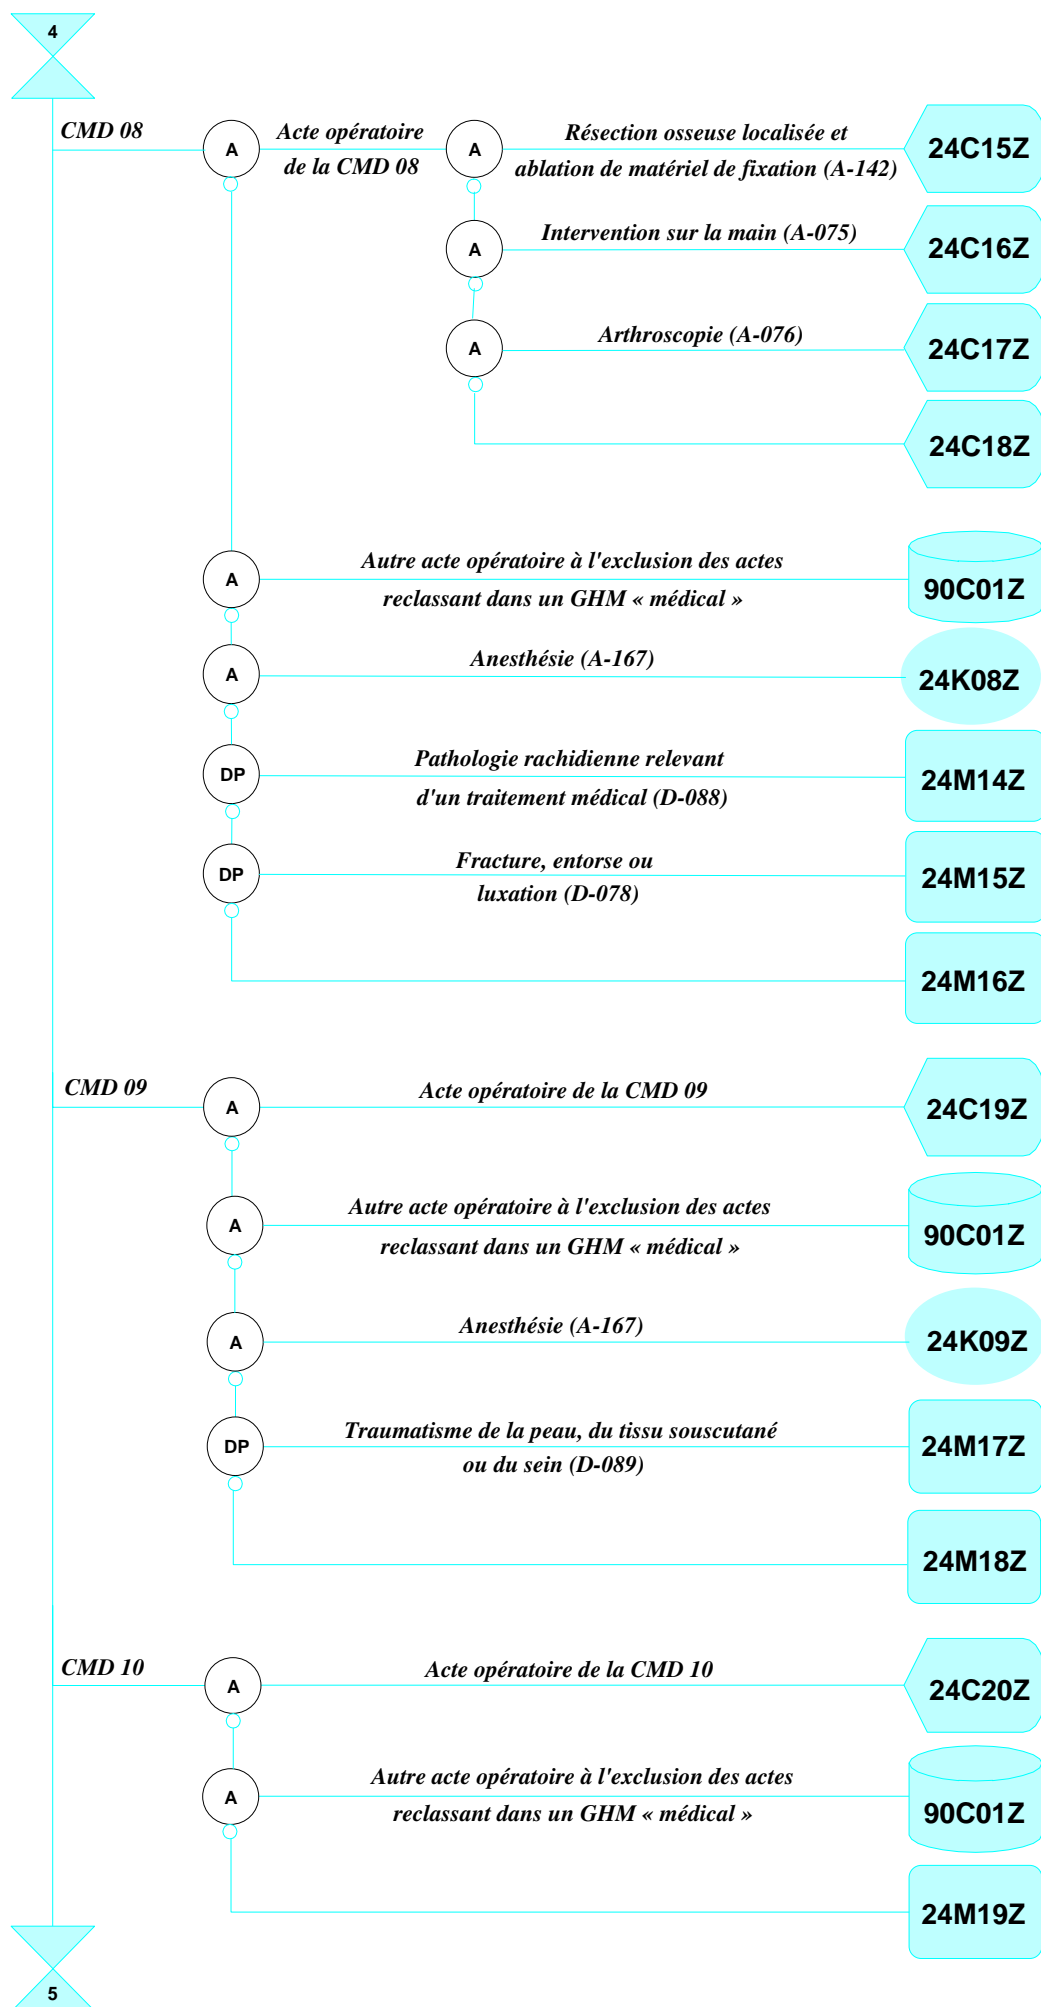 4
CMD 08
A
Acte opératoire
de la CMD 08
A
Résection osseuse localisée et
ablation de matériel de fixation (A-142)
24C15Z
A
Intervention sur la main (A-075)
24C16Z
A
Arthroscopie (A-076)
24C17Z
24C18Z
A
Autre acte opératoire à l'exclusion des actes
reclassant dans un GHM « médical »
90C01Z
A
Anesthésie (A-167)
24K08Z
DP
Pathologie rachidienne relevant
d'un traitement médical (D-088)
24M14Z
DP
Fracture, entorse ou
luxation (D-078)
24M15Z
24M16Z
CMD 09
A
Acte opératoire de la CMD 09
24C19Z
A
Autre acte opératoire à l'exclusion des actes
reclassant dans un GHM « médical »
90C01Z
A
Anesthésie (A-167)
24K09Z
DP
Traumatisme de la peau, du tissu souscutané
ou du sein (D-089)
24M17Z
24M18Z
CMD 10
A
Acte opératoire de la CMD 10
24C20Z
A
Autre acte opératoire à l'exclusion des actes
reclassant dans un GHM « médical »
90C01Z
24M19Z
5